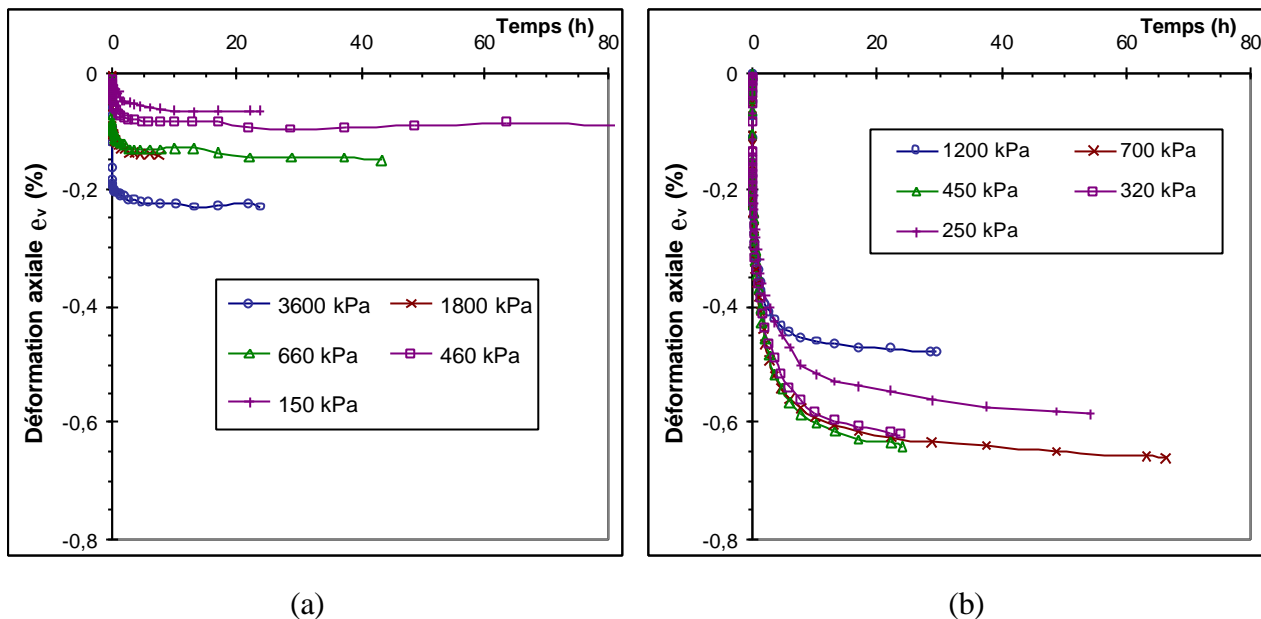 Temps (h)
0 20 40 60 80
0
-0,2
-0,4
-0,6
-0,8
Déformation axiale ev (%)
3600 kPa 1800 kPa
660 kPa 460 kPa
150 kPa
(a)
Temps (h)
0 20 40 60 80
0
-0,2
-0,4
-0,6
-0,8
Déformation axiale ev (%)
1200 kPa 700 kPa
450 kPa 320 kPa
250 kPa
(b)